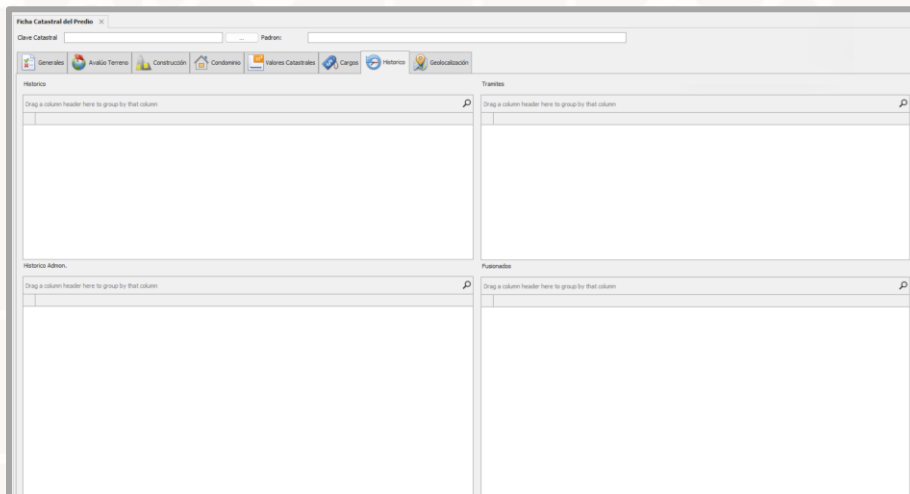 Ficha Catastral del Predio
Clave Catastral ... Padron:
Generales Avalúo Terreno Construcción Condominio Valores Catastrales Cargos Historico Geolocalización
Historico Tramites
Drag a column header here to group by that column Drag a column header here to group by that column
Historico Admon. Fusionados
Drag a column header here to group by that column Drag a column header here to group by that column